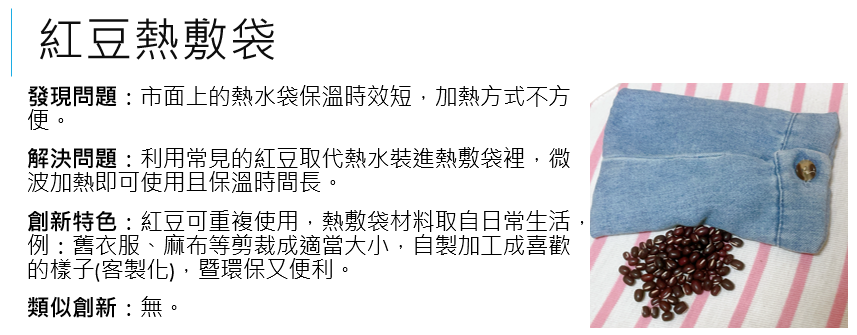 紅豆熱敷袋
發現問題：市面上的熱水袋保溫時效短，加熱方式不方
便。
解決問題：利用常見的紅豆取代熱水裝進熱敷袋裡，微
波加熱即可使用且保溫時間長。
創新特色：紅豆可重複使用，熱敷袋材料取自日常生活，
例：舊衣服、麻布等剪裁成適當大小，自製加工成喜歡
的樣子(客製化)，暨環保又便利。
類似創新：無。